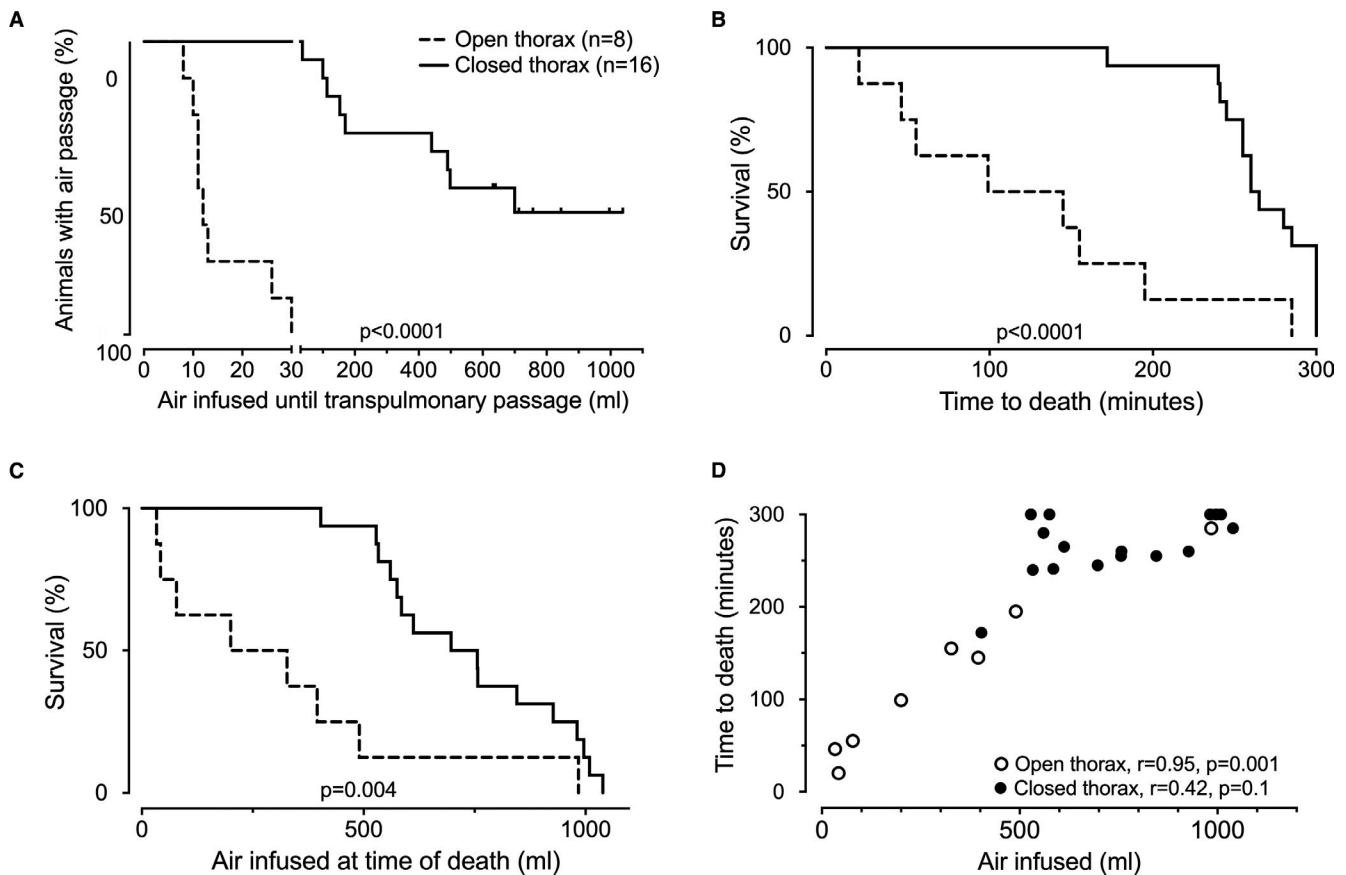 A
Animals with air passage (%)
0
50
100
Open thorax (n=8)
Closed thorax (n=16)
p<0.0001
0 10 20 30 200 400 600 800 1000
Air infused until transpulmonary passage (ml)
B
Survival (%)
100
50
0
p<0.0001
0 100 200 300
Time to death (minutes)
C
Survival (%)
100
50
0
p=0.004
0 500 1000
Air infused at time of death (ml)
D
Time to death (minutes)
300
200
100
0
Open thorax, r=0.95, p=0.001
Closed thorax, r=0.42, p=0.1
0 500 1000
Air infused (ml)